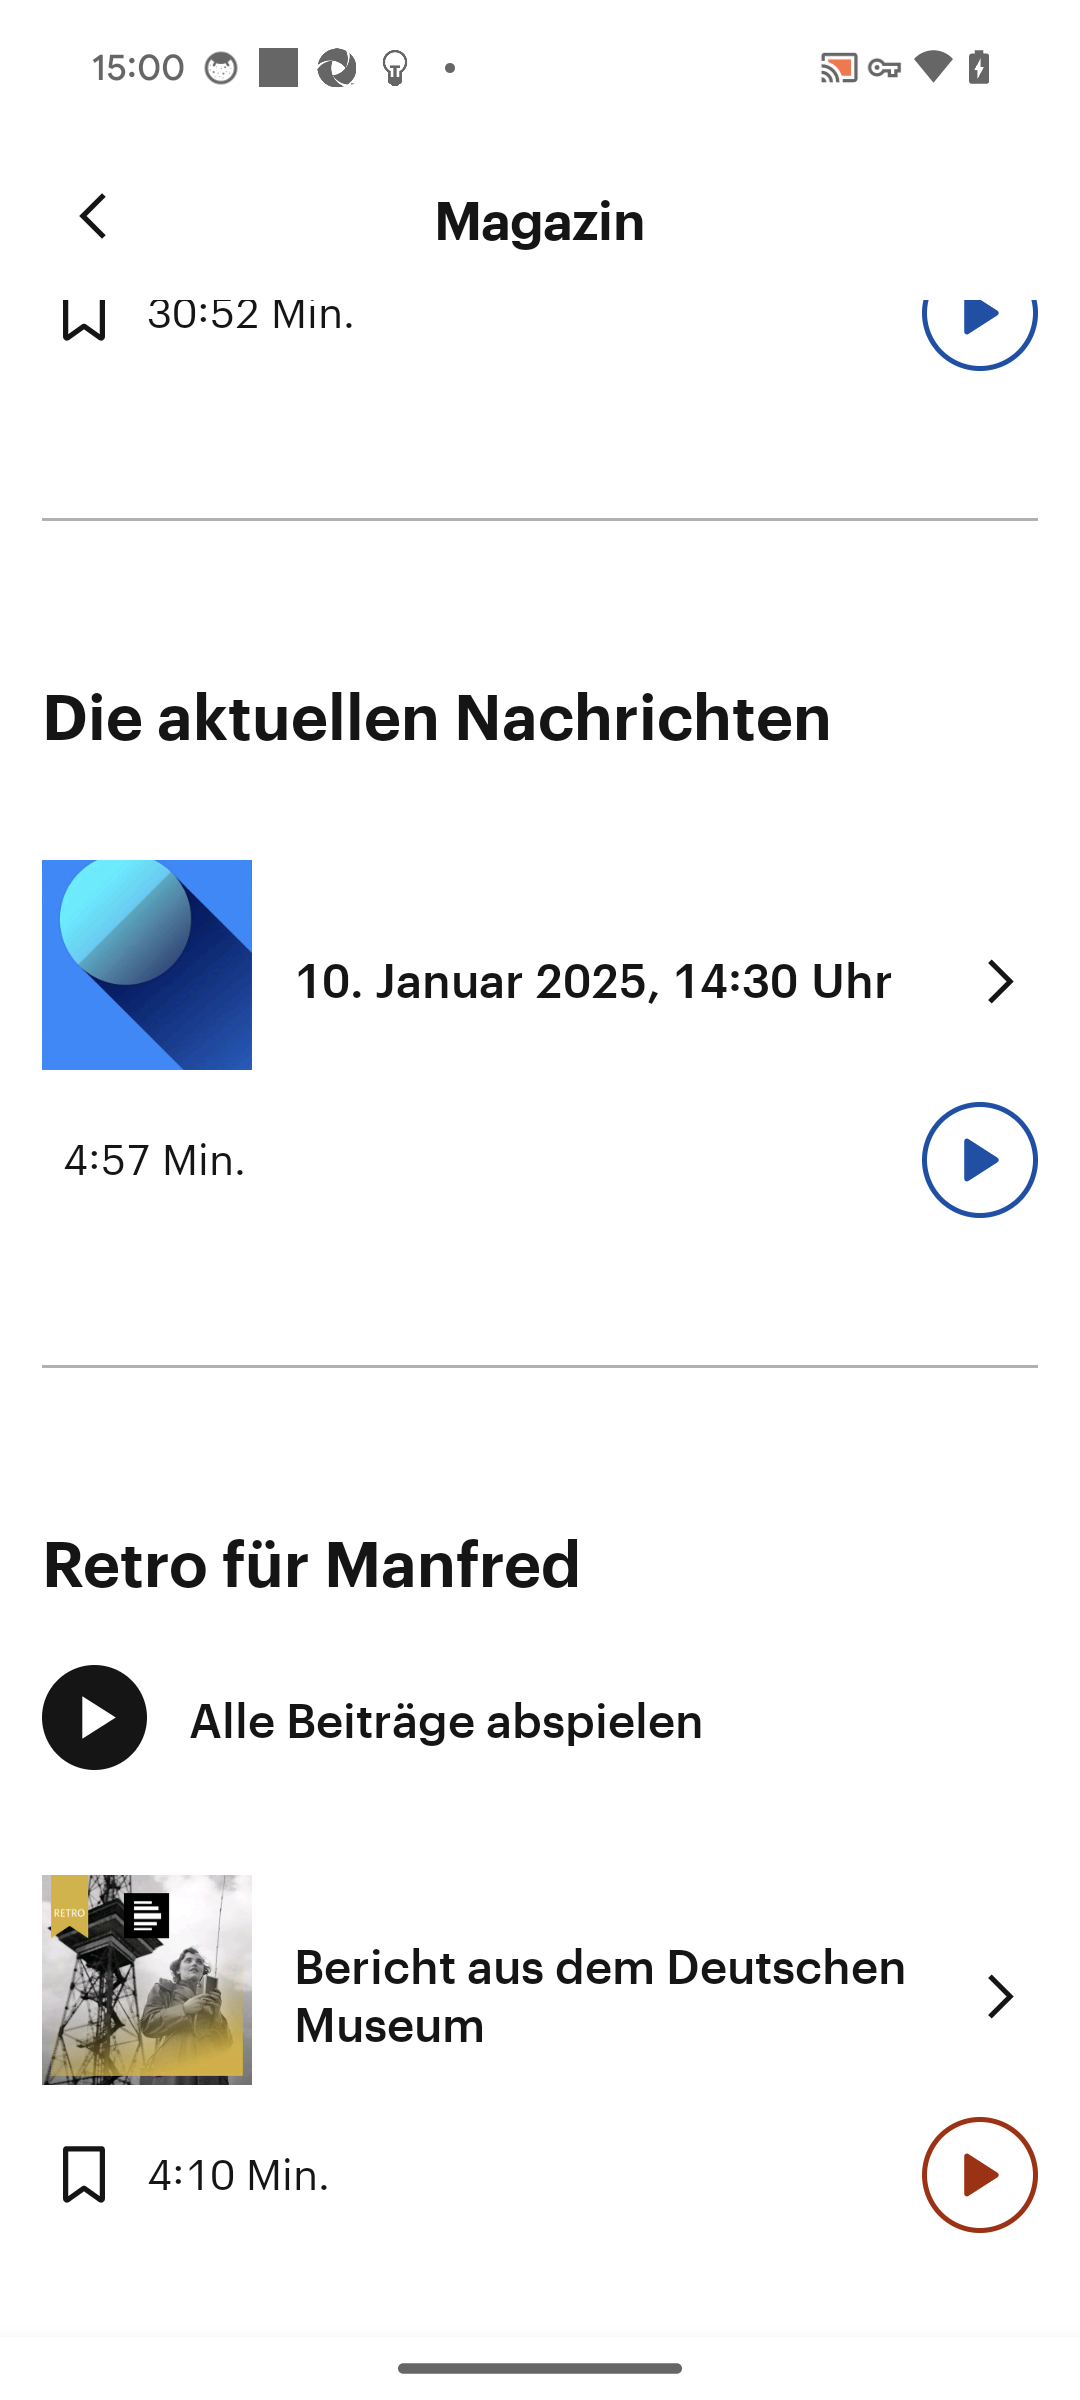 15:00
Magazin
30:52 Min.
Die aktuellen Nachrichten
10. Januar 2025, 14:30 Uhr
4:57 Min.
Retro für Manfred
Alle Beiträge abspielen
RETRO
Bericht aus dem Deutschen
Museum
4:10 Min.